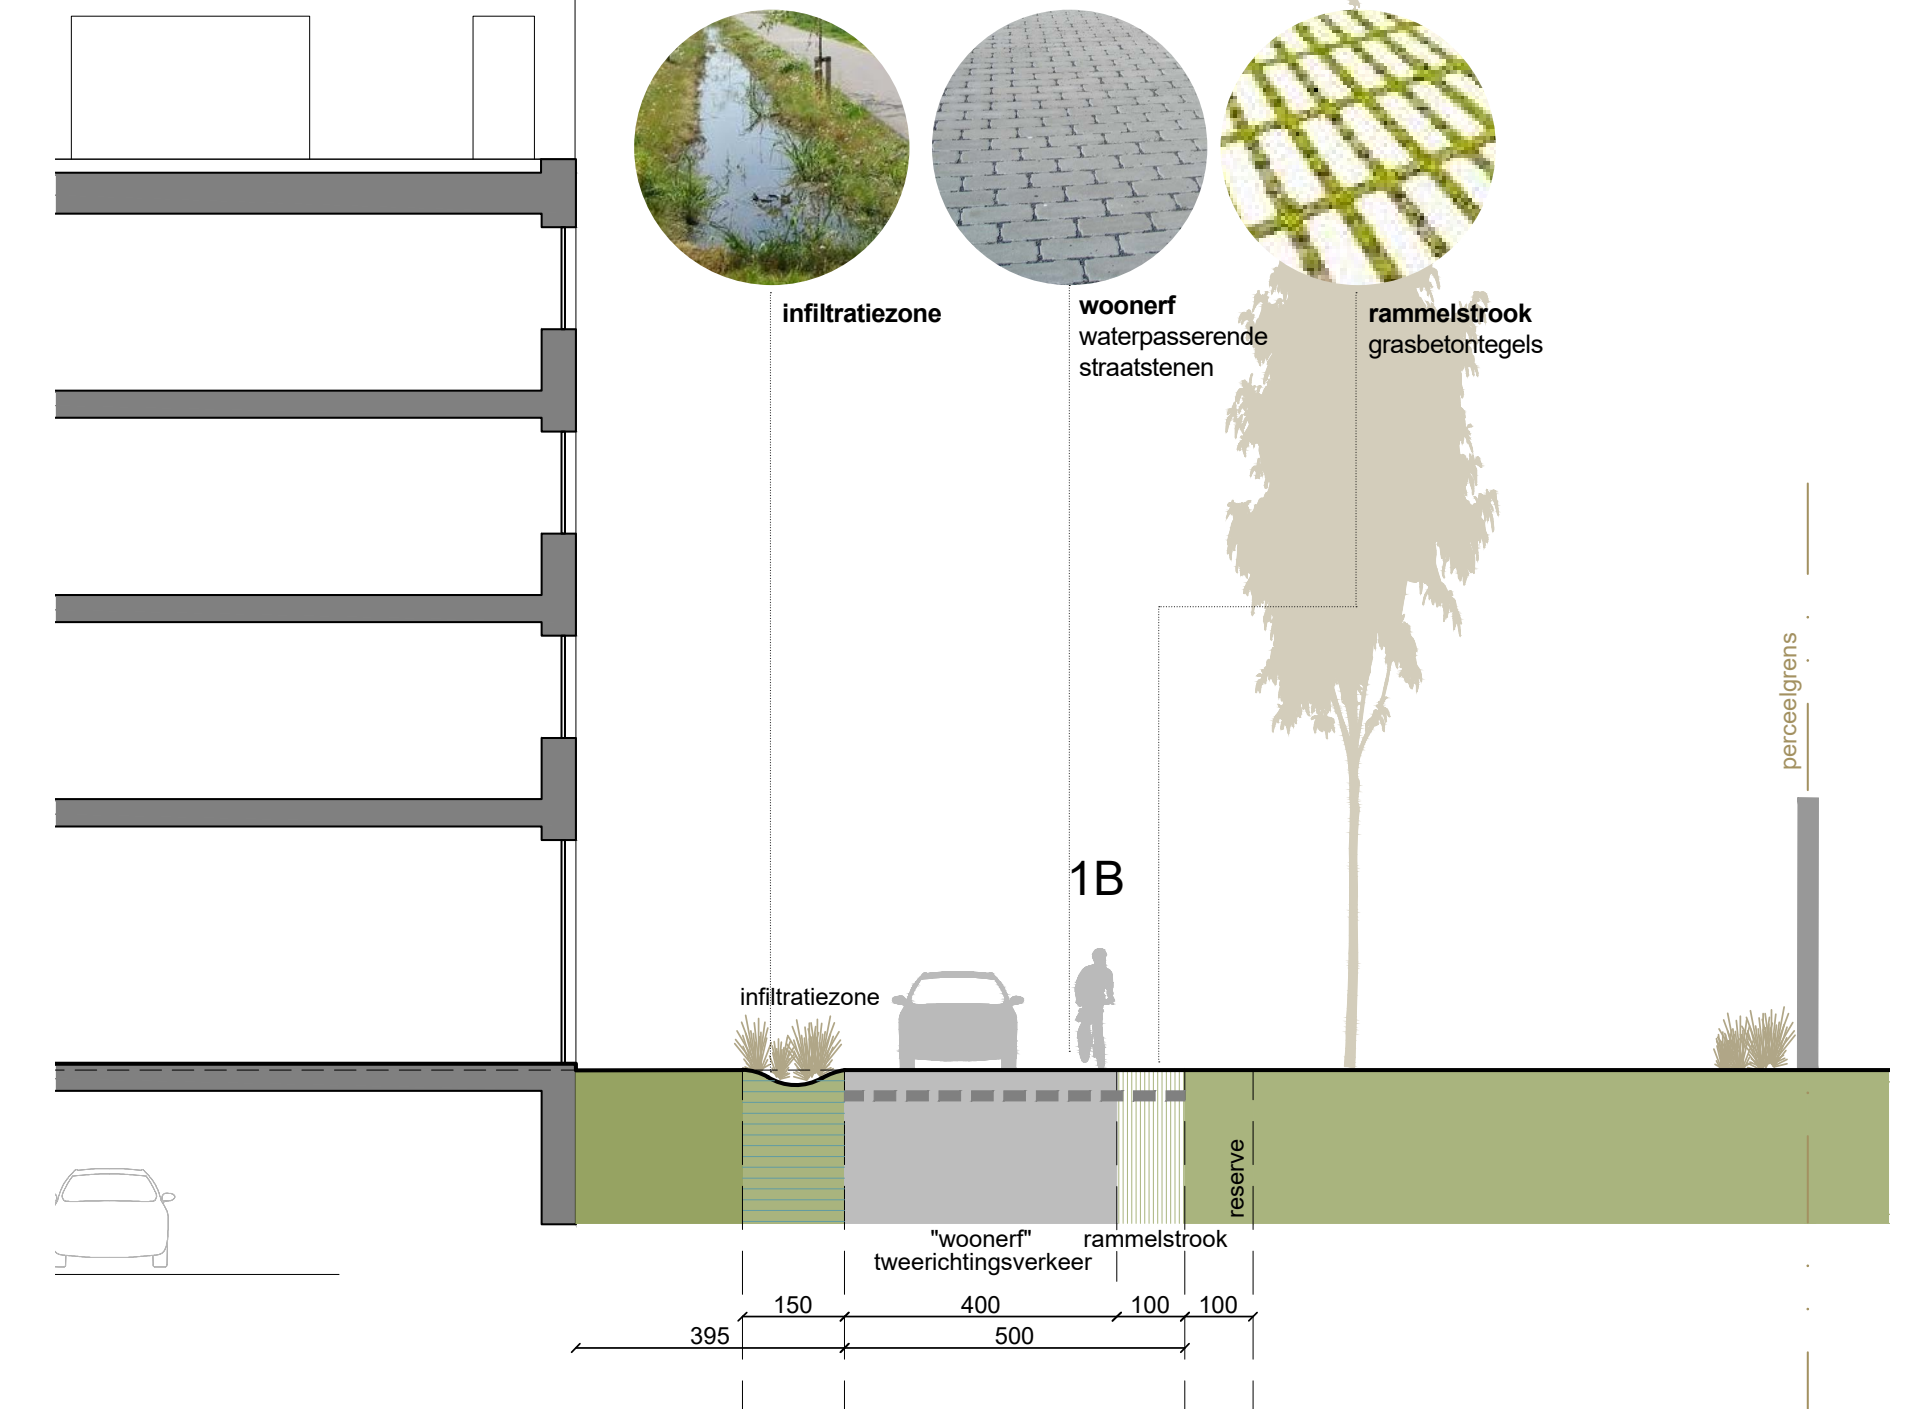 infiltratiezone
woonerf
waterpasserende
straatstenen
rammelstrook
grasbetontegels
perceelgrens
1B
infiltratiezone
reserve
"woonerf"
tweerichtingsverkeer
rammelstrook
150
400
100
100
395
500